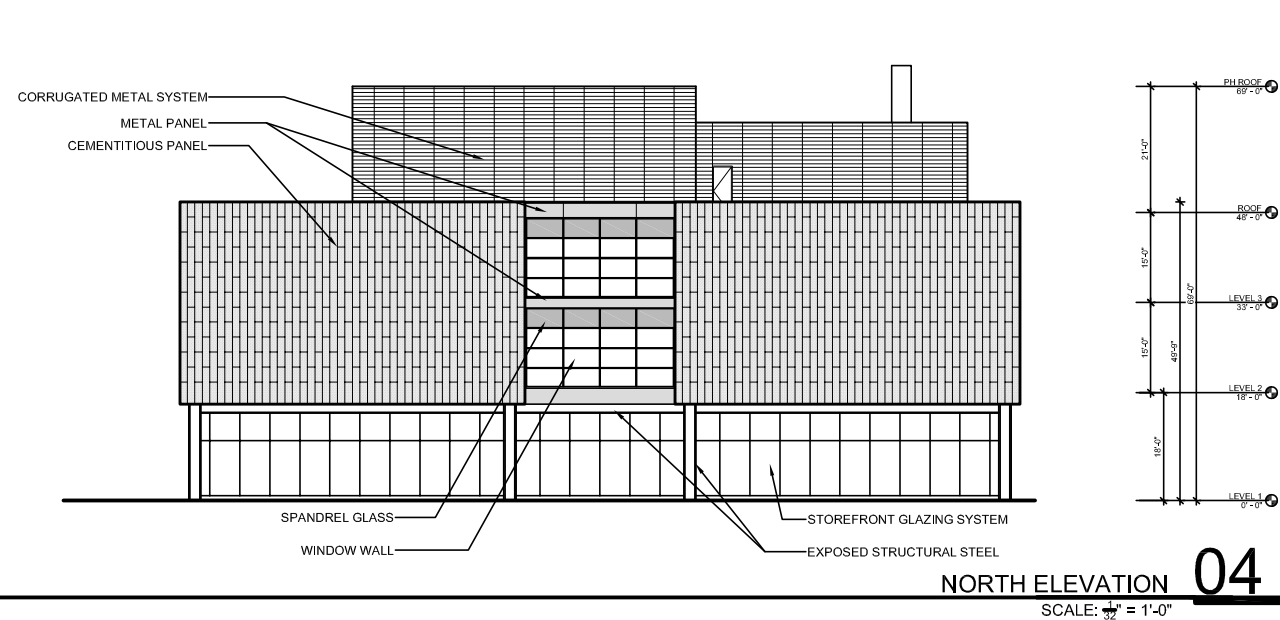 CORRUGATED METAL SYSTEM
METAL PANEL
CEMENTITIOUS PANEL
SPANDREL GLASS
WINDOW WALL
STOREFRONT GLAZING SYSTEM
EXPOSED STRUCTURAL STEEL
PH ROOF
69' - 0"
21'-0"
ROOF
48' - 0"
15'-0"
69'-0"
LEVEL 3
33' - 0"
15'-0"
49'-9"
LEVEL 2
18' - 0"
18'-0"
LEVEL 1
0' - 0"
NORTH ELEVATION 04
SCALE: 1/32" = 1'-0"